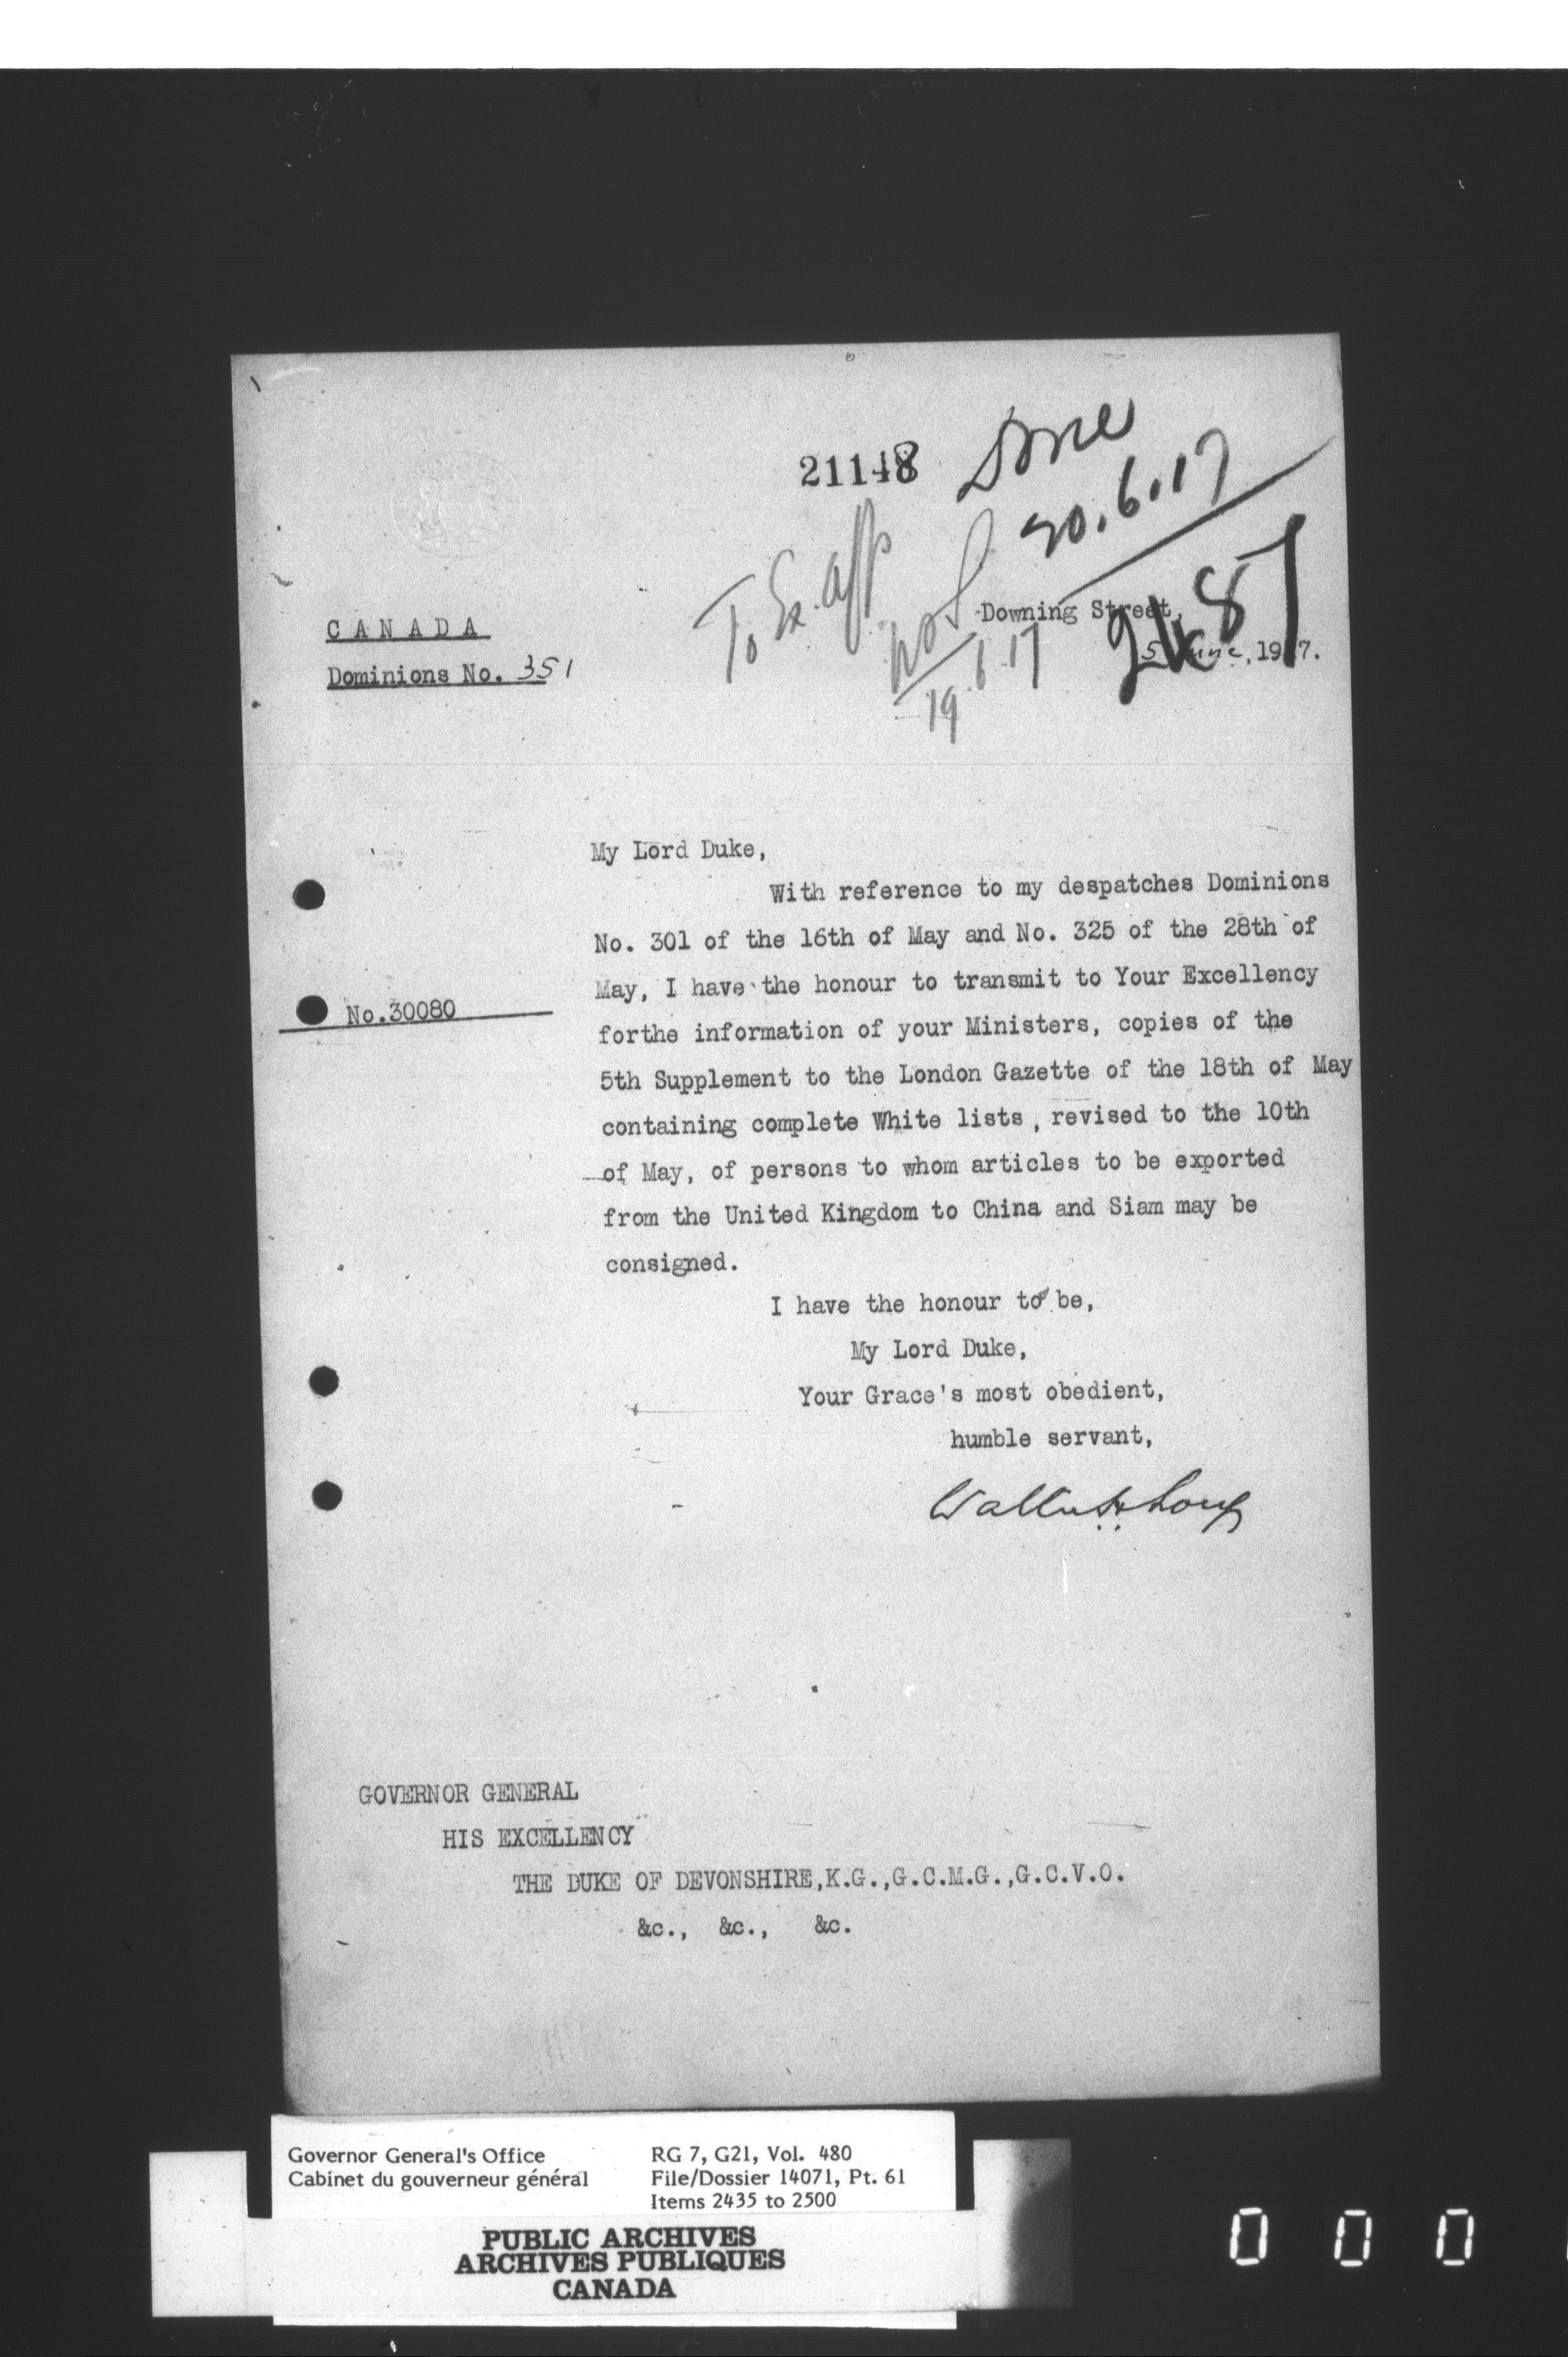 21148
Done
20.6.17
To Ex. aff
19.6.17
2487
Downing Street,
5 June, 1917.
CANADA
Dominions No. 351
My Lord Duke,
With reference to my despatches Dominions
No. 301 of the 16th of May and No. 325 of the 28th of
May, I have the honour to transmit to Your Excellency
No.30080
forthe information of your Ministers, copies of the
5th Supplement to the London Gazette of the 18th of May
containing complete White lists, revised to the 10th
of May, of persons to whom articles to be exported
from the United Kingdom to China and Siam may be
consigned.
I have the honour to be,
My Lord Duke,
Your Grace's most obedient,
humble servant,
Walter H Long
GOVERNOR GENERAL
HIS EXCELLENCY
THE DUKE OF DEVONSHIRE,K.G.,G.C.M.G.,G.C.V.O.
&c., &c., &c.
Governor General's Office
Cabinet du gouverneur général
RG 7, G21, Vol. 480
File/Dossier 14071, Pt. 61
Items 2435 to 2500
PUBLIC ARCHIVES
ARCHIVES PUBLIQUES
CANADA
0 0 0